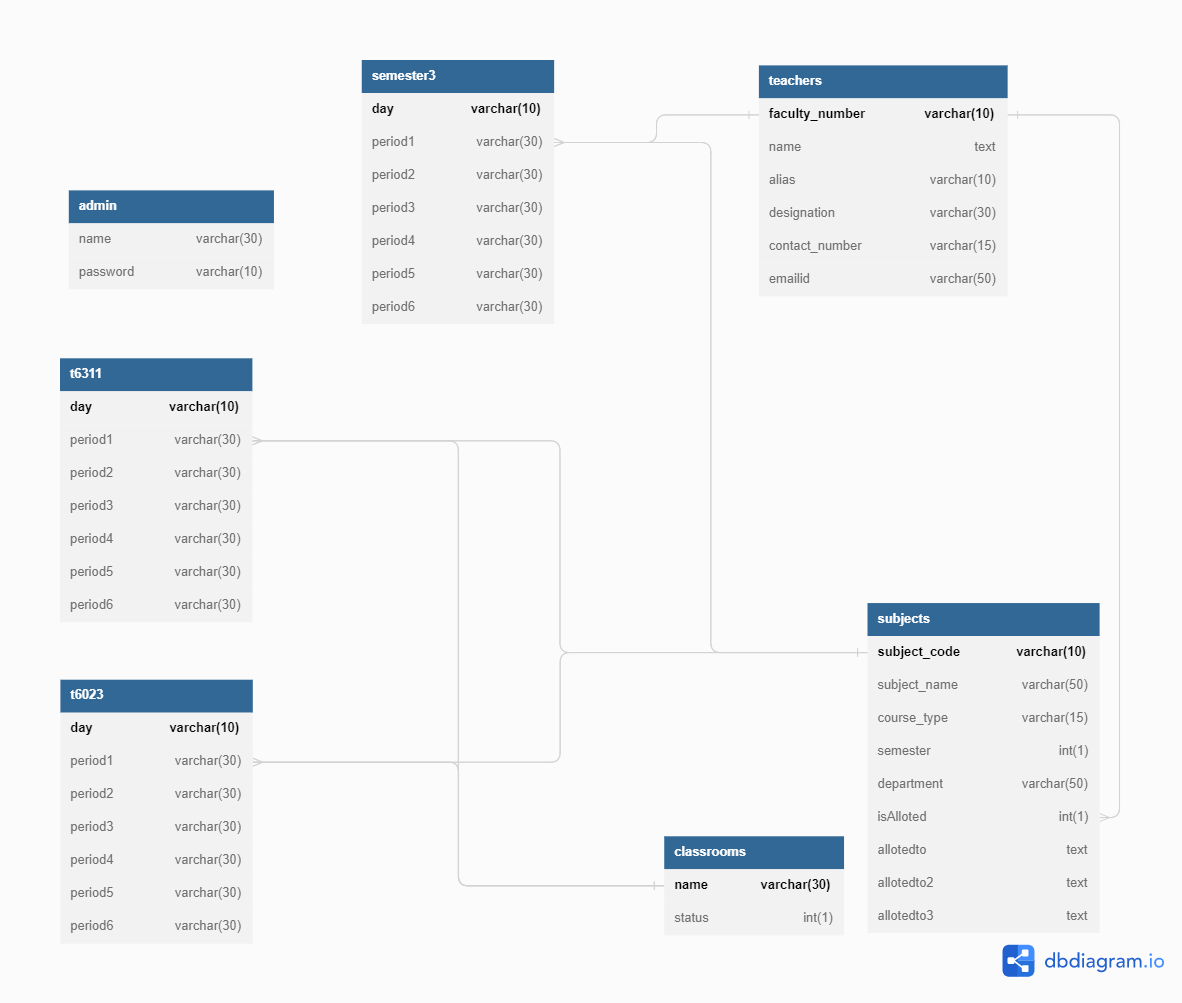 semester3
day varchar(10)
period1 varchar(30)
period2 varchar(30)
period3 varchar(30)
period4 varchar(30)
period5 varchar(30)
period6 varchar(30)
teachers
faculty_number varchar(10)
name text
alias varchar(10)
designation varchar(30)
contact_number varchar(15)
emailid varchar(50)
admin
name varchar(30)
password varchar(10)
t6311
day varchar(10)
period1 varchar(30)
period2 varchar(30)
period3 varchar(30)
period4 varchar(30)
period5 varchar(30)
period6 varchar(30)
t6023
day varchar(10)
period1 varchar(30)
period2 varchar(30)
period3 varchar(30)
period4 varchar(30)
period5 varchar(30)
period6 varchar(30)
subjects
subject_code varchar(10)
subject_name varchar(50)
course_type varchar(15)
semester int(1)
department varchar(50)
isAlloted int(1)
allotedto text
allotedto2 text
allotedto3 text
classrooms
name varchar(30)
status int(1)
dbdiagram.io